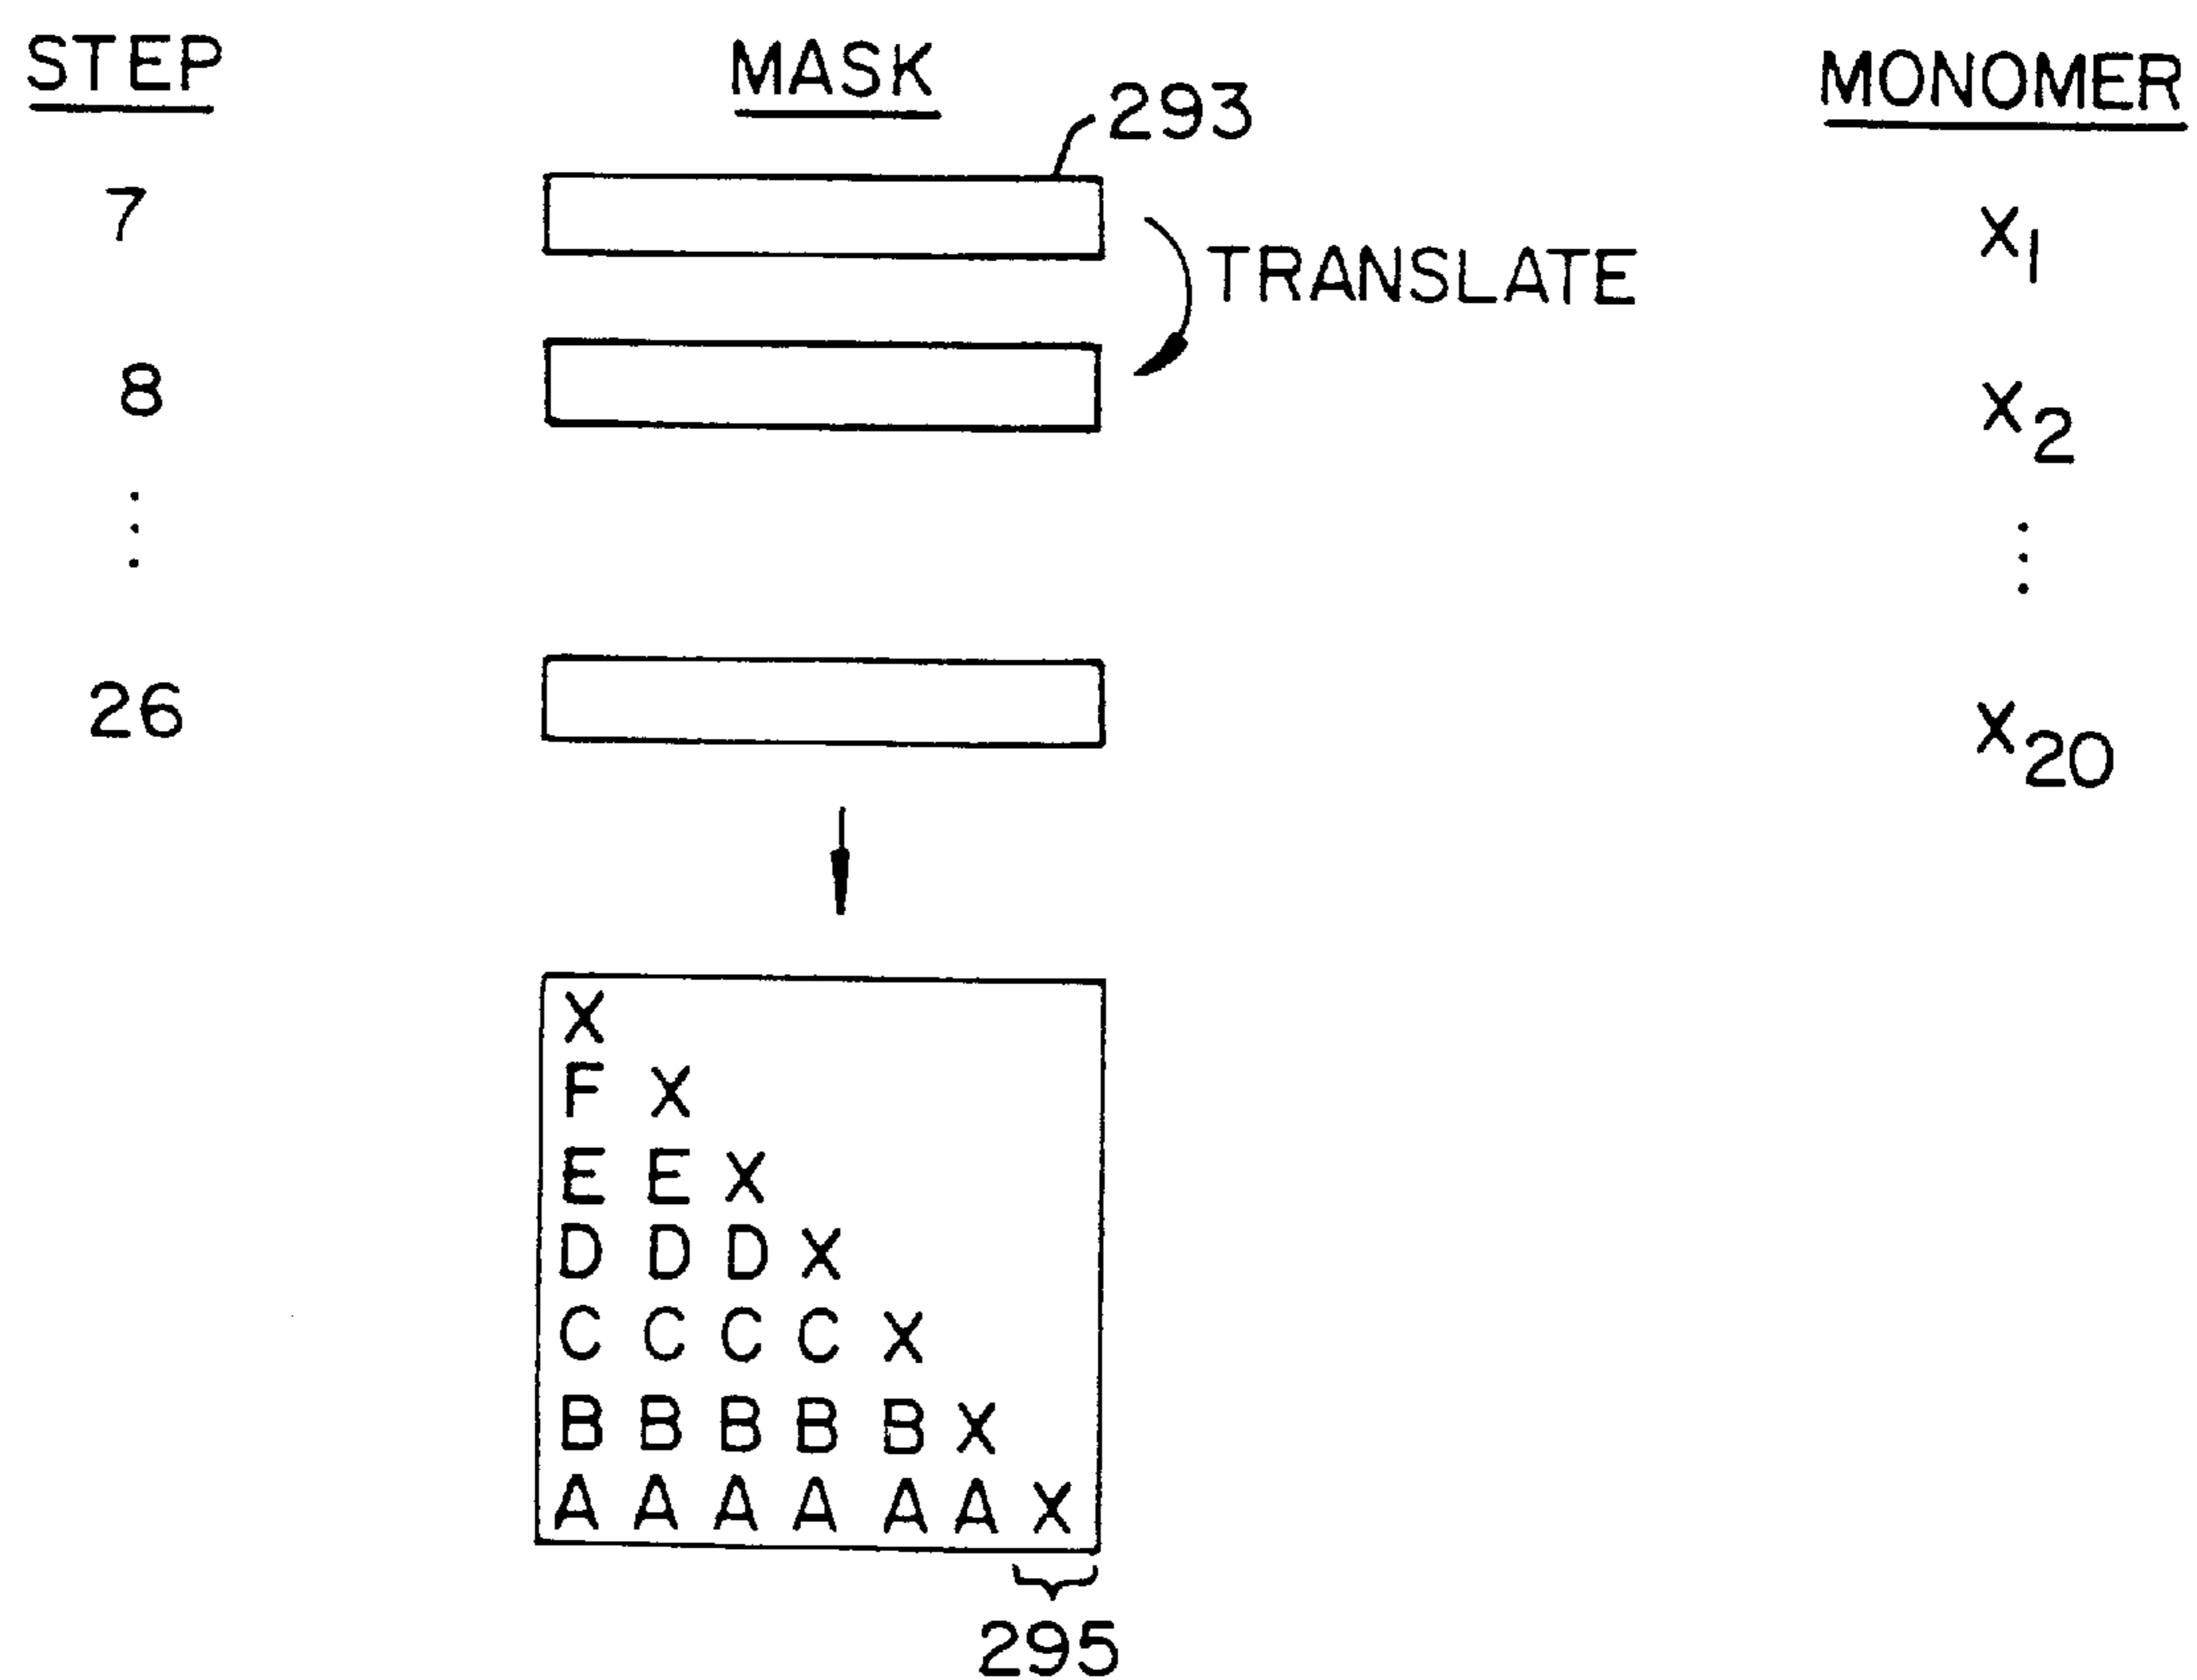 STEP MASK MONOMER
293
7 X1
TRANSLATE
8 X2
26 X20
X
F X
E E X
D D D X
C C C C X
B B B B B X
A A A A A A X
295